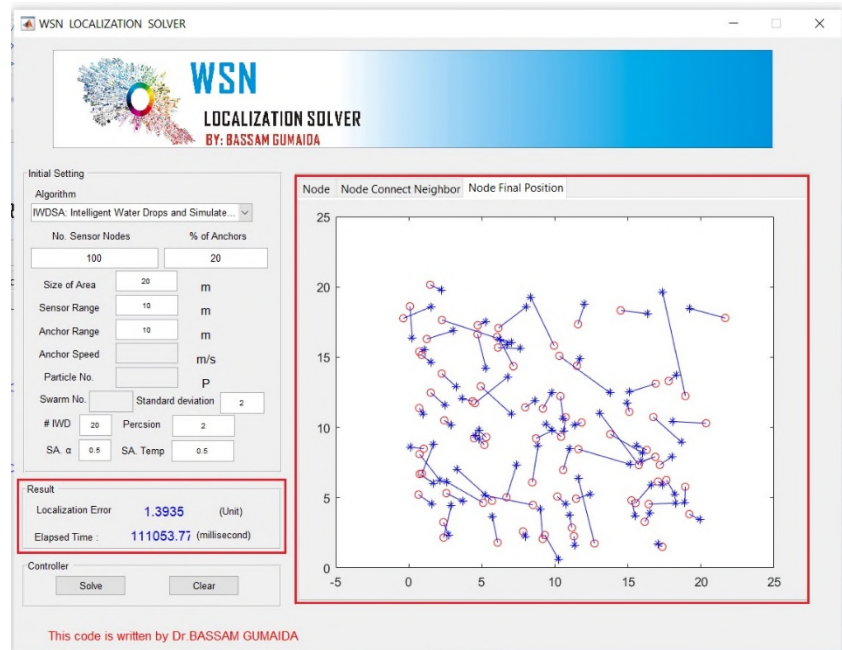 WSN LOCALIZATION SOLVER
WSN
LOCALIZATION SOLVER
BY: BASSAM GUMAIDA
Initial Setting
Algorithm
IWDSA: Intelligent Water Drops and Simulate...
No. Sensor Nodes % of Anchors
100 20
Size of Area 20 m
Sensor Range 10 m
Anchor Range 10 m
Anchor Speed m/s
Particle No. P
Swarm No. Standard deviation 2
# IWD 20 Percsion 2
SA. α 0.5 SA. Temp 0.5
Result
Localization Error 1.3935 (Unit)
Elapsed Time : 111053.77 (millisecond)
Controller
Solve Clear
Node Node Connect Neighbor Node Final Position
25
20
15
10
5
0
-5 0 5 10 15 20 25
This code is written by Dr.BASSAM GUMAIDA